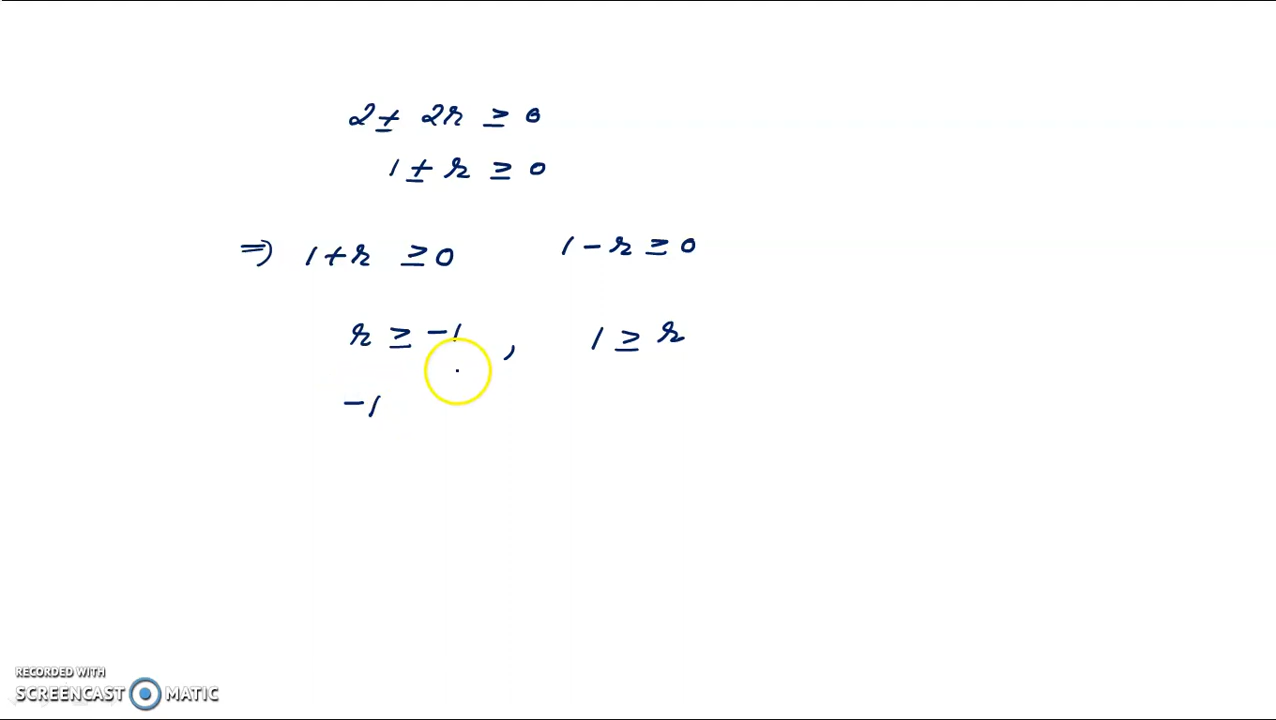 2 ± 2r ≥ 0
1 ± r ≥ 0
⇒ 1 + r ≥ 0 1 - r ≥ 0
r ≥ -1 , 1 ≥ r
-1
RECORDED WITH
SCREENCAST MATIC